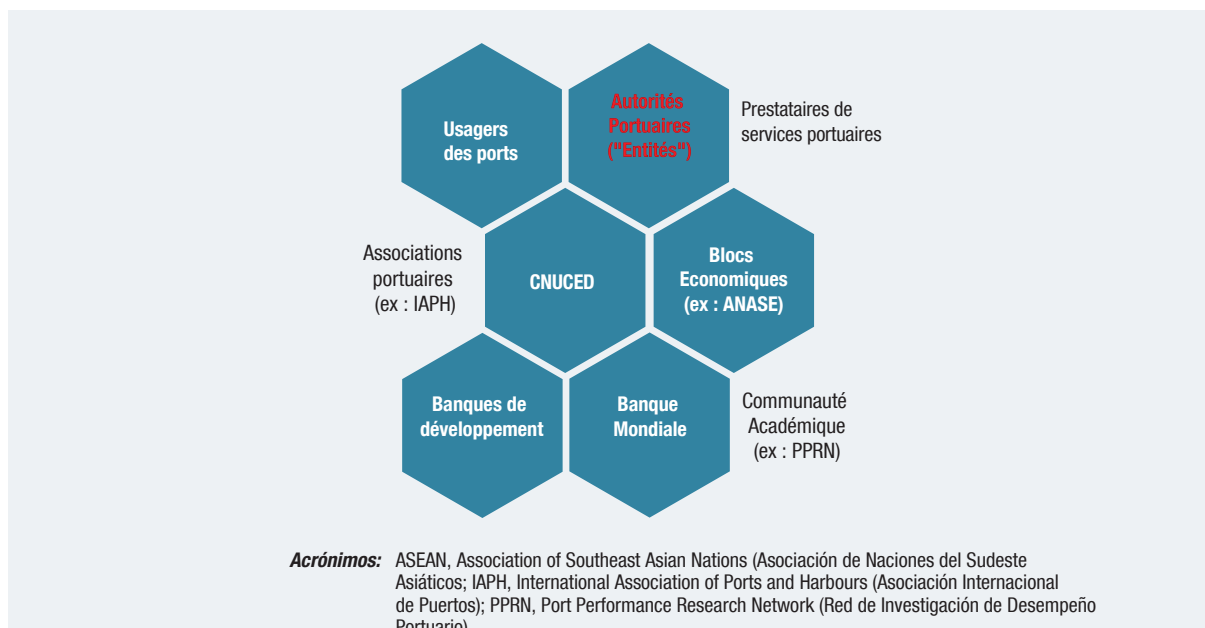 Usagers
des ports
Autorités
Portuaires
("Entités")
Prestataires de
services portuaires
Associations
portuaires
(ex : IAPH)
CNUCED
Blocs
Economiques
(ex : ANASE)
Banques de
développement
Banque
Mondiale
Communauté
Académique
(ex : PPRN)
Acrónimos: ASEAN, Association of Southeast Asian Nations (Asociación de Naciones del Sudeste
Asiáticos; IAPH, International Association of Ports and Harbours (Asociación Internacional
de Puertos); PPRN, Port Performance Research Network (Red de Investigación de Desempeño
Portuario)